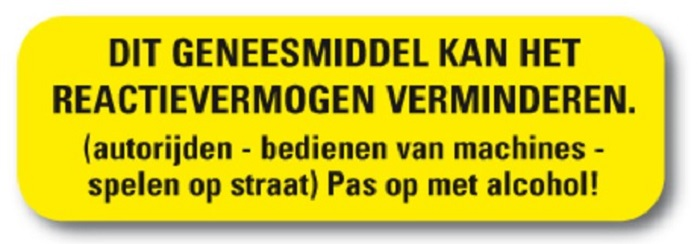 DIT GENEESMIDDEL KAN HET
REACTIEVERMOGEN VERMINDEREN.
(autorijden - bedienen van machines -
spelen op straat) Pas op met alcohol!